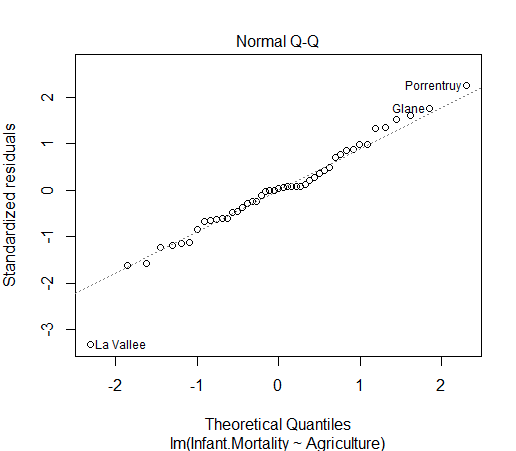 Normal Q-Q
Standardized residuals
2
1
0
-1
-2
-3
Porrentruy
Glane
La Vallee
-2
-1
0
1
2
Theoretical Quantiles
lm(Infant.Mortality ~ Agriculture)